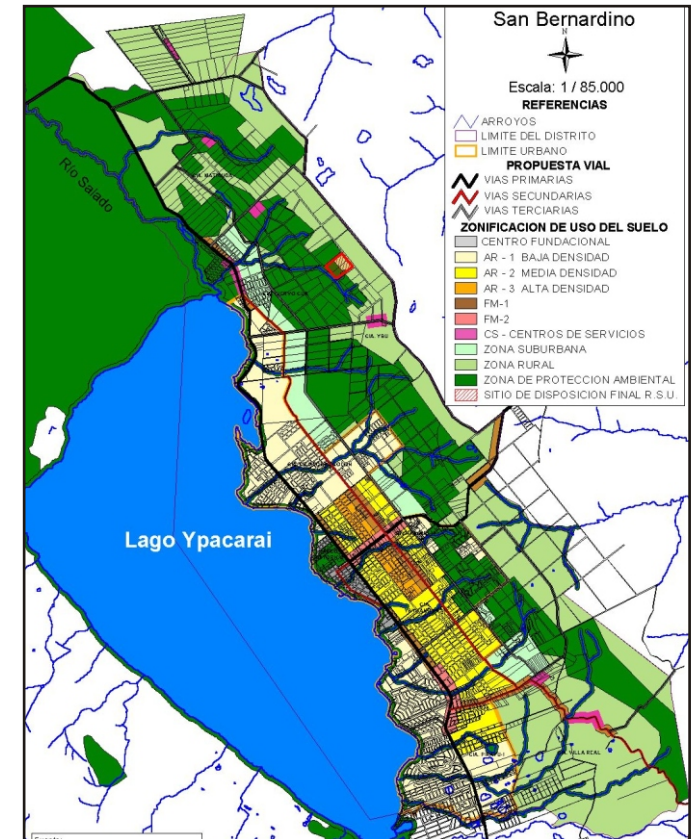 San Bernardino
N
Escala: 1 / 85.000
REFERENCIAS
ARROYOS
LIMITE DEL DISTRITO
LIMITE URBANO
PROPUESTA VIAL
VIAS PRIMARIAS
VIAS SECUNDARIAS
VIAS TERCIARIAS
ZONIFICACION DE USO DEL SUELO
CENTRO FUNDACIONAL
AR - 1 BAJA DENSIDAD
AR - 2 MEDIA DENSIDAD
AR - 3 ALTA DENSIDAD
FM-1
FM-2
CS - CENTROS DE SERVICIOS
ZONA SUBURBANA
ZONA RURAL
ZONA DE PROTECCION AMBIENTAL
SITIO DE DISPOSICION FINAL R.S.U.
Río Salado
Lago Ypacarai
VILLA REAL